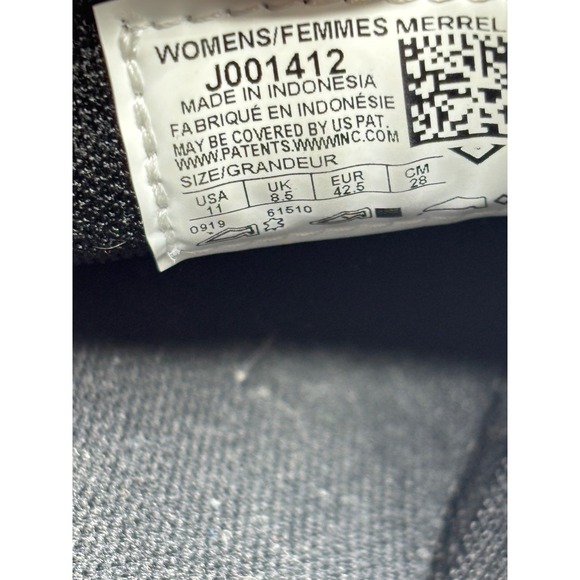 WOMENS/FEMMES MERREL
J001412
MADE IN INDONESIA
FABRIQUÉ EN INDONÉSIE
MAY BE COVERED BY US PAT.
WWW.PATENTS.WWWINC.COM
SIZE/GRANDEUR
USA UK EUR CM
11 8.5 42.5 28
0919 61510